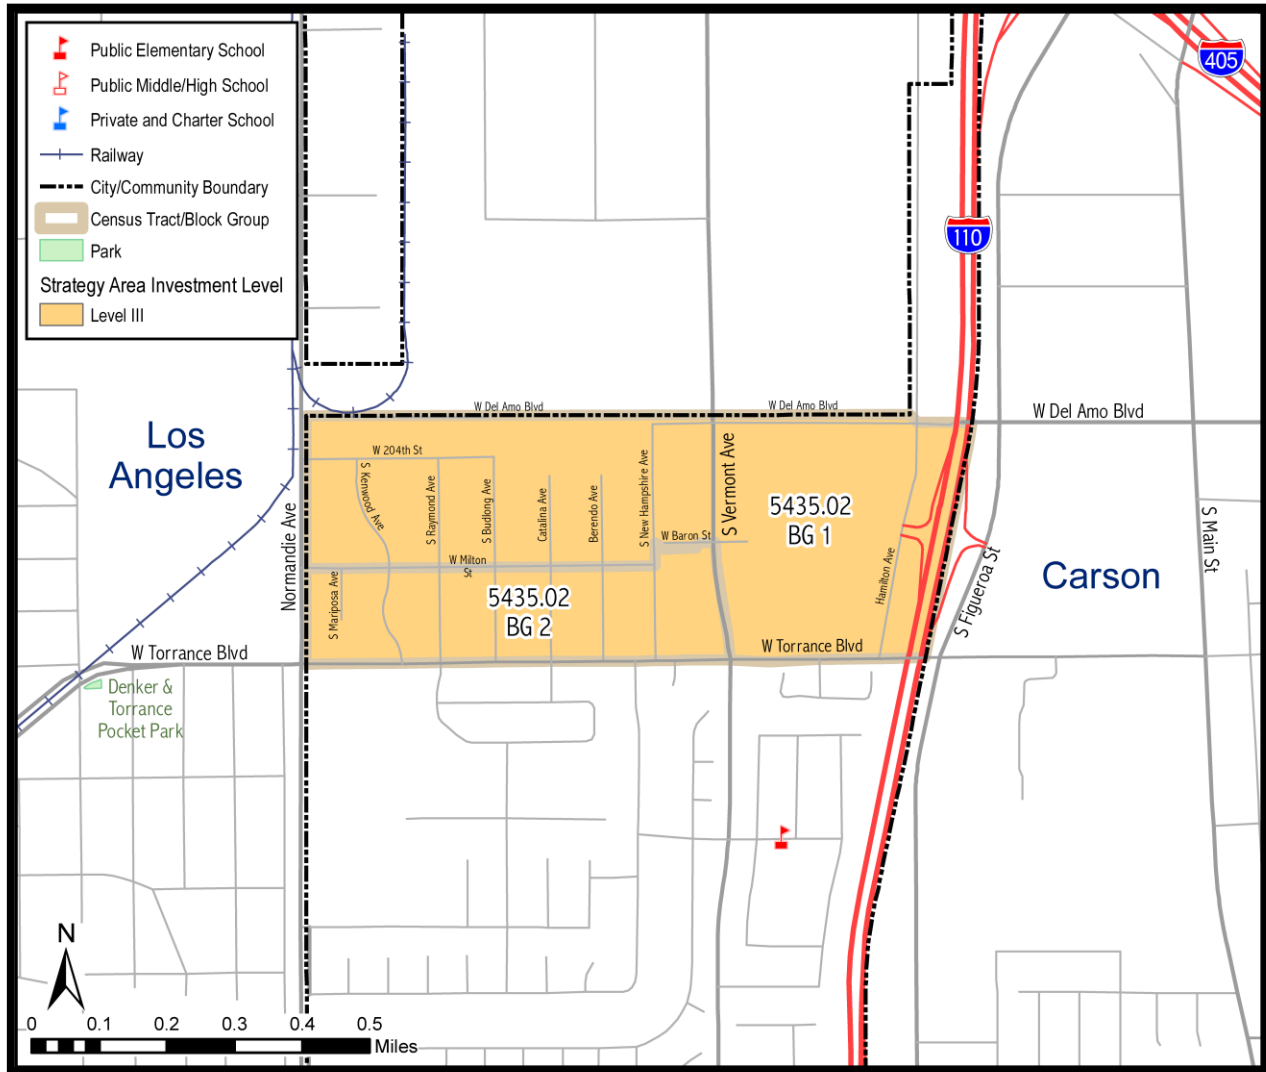 Public Elementary School
Public Middle/High School
Private and Charter School
Railway
City/Community Boundary
Census Tract/Block Group
Park
Strategy Area Investment Level
Level III
405
110
W Del Amo Blvd
W Del Amo Blvd
W Del Amo Blvd
Los
Angeles
W 204th St
S Kenwood Ave
S Raymond Ave
S Budlong Ave
Catalina Ave
Berendo Ave
S New Hampshire Ave
S Vermont Ave
5435.02
BG 1
W Baron St
Normandie Ave
W Milton
St
S Mariposa Ave
5435.02
BG 2
Hamilton Ave
S Figueroa St
Carson
S Main St
W Torrance Blvd
W Torrance Blvd
Denker &
Torrance
Pocket Park
N
0 0.1 0.2 0.3 0.4 0.5
Miles